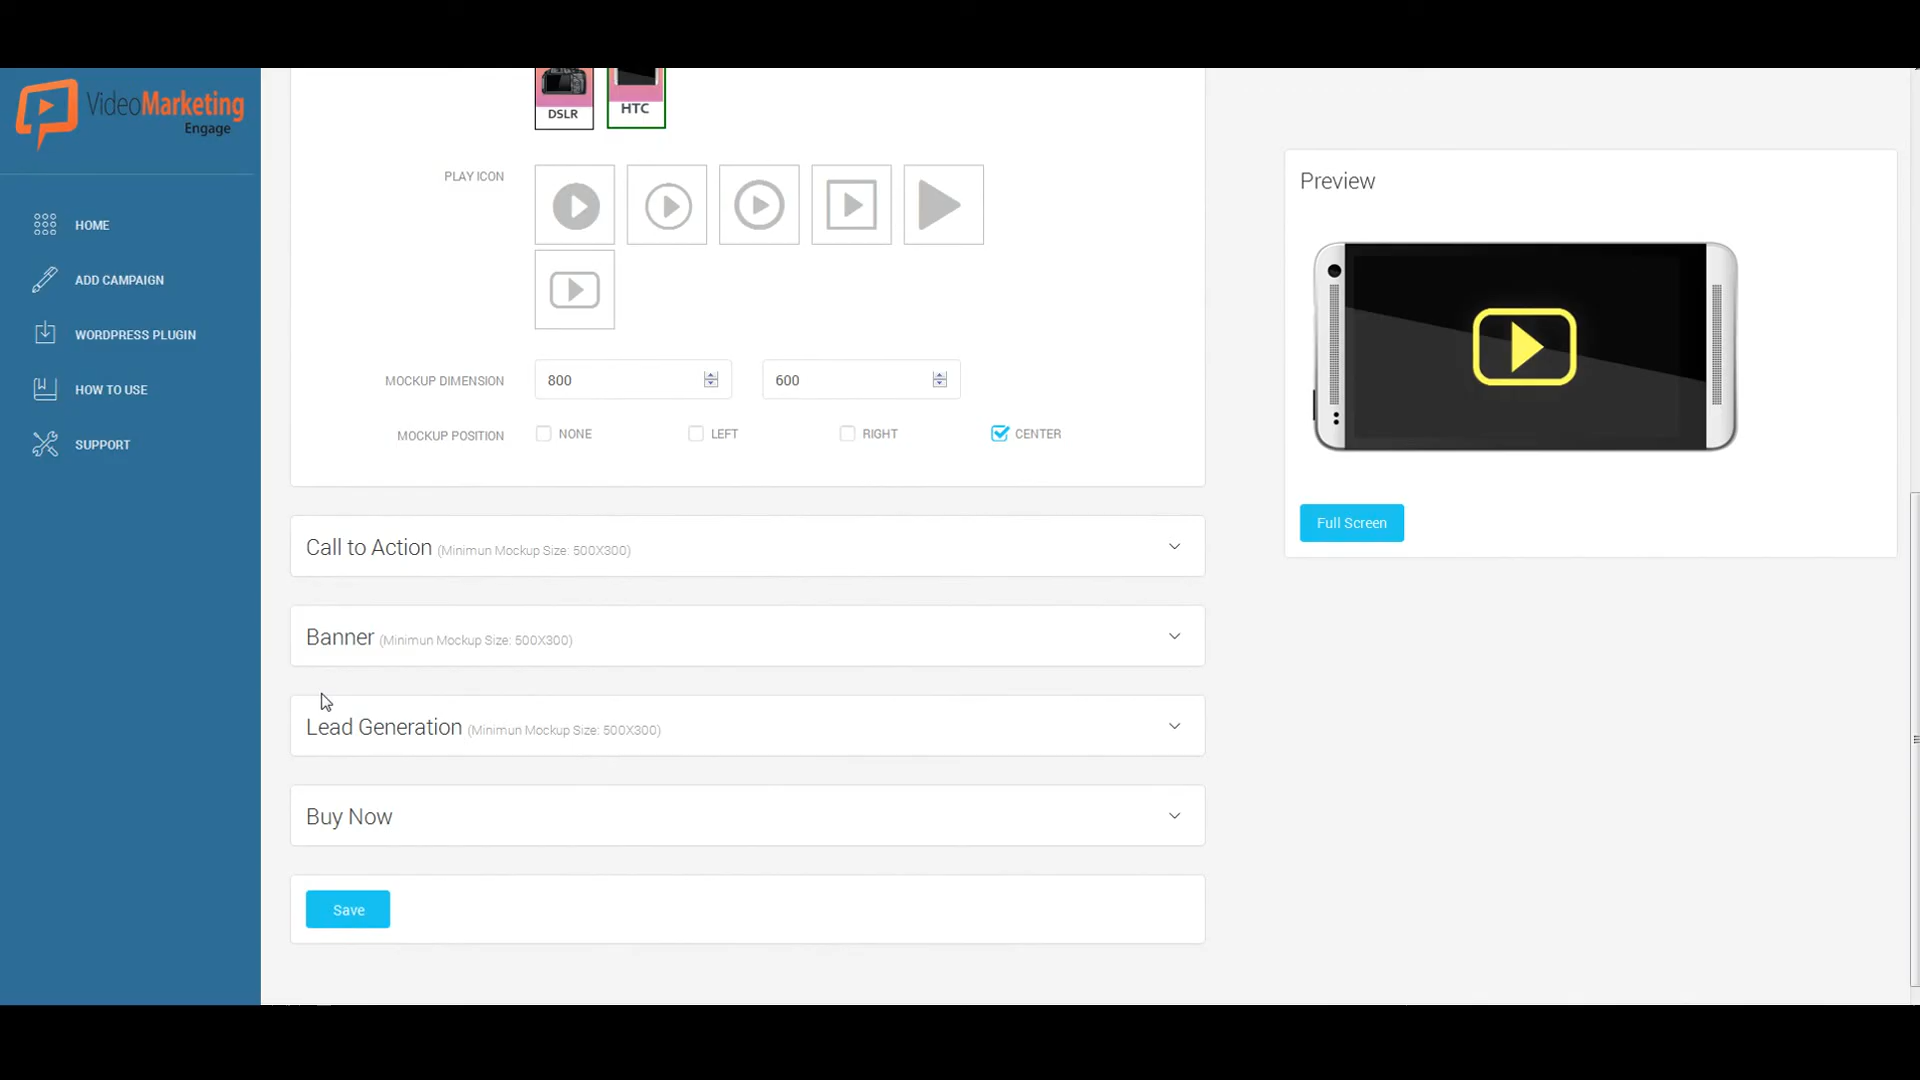 VideoMarketing
Engage
HOME
ADD CAMPAIGN
WORDPRESS PLUGIN
HOW TO USE
SUPPORT
DSLR
HTC
PLAY ICON
MOCKUP DIMENSION
800
600
MOCKUP POSITION
NONE
LEFT
RIGHT
CENTER
Call to Action (Minimun Mockup Size: 500X300)
Banner (Minimun Mockup Size: 500X300)
Lead Generation (Minimun Mockup Size: 500X300)
Buy Now
Save
Preview
Full Screen